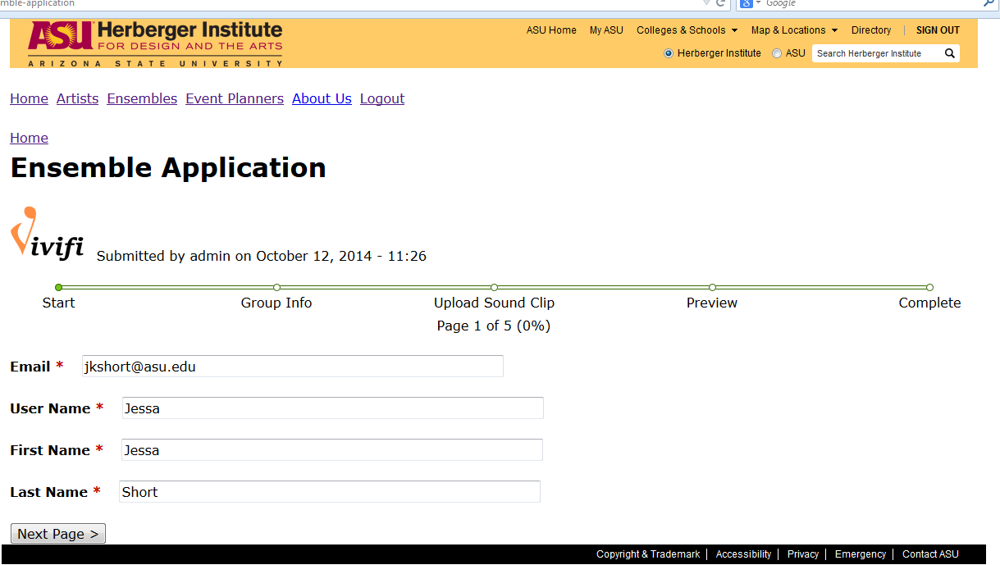 mble-application
Google
ASU Herberger Institute
FOR DESIGN AND THE ARTS
ARIZONA STATE UNIVERSITY
ASU Home My ASU Colleges & Schools Map & Locations Directory SIGN OUT
Herberger Institute ASU Search Herberger Institute
Home Artists Ensembles Event Planners About Us Logout
Home
Ensemble Application
Vivifi Submitted by admin on October 12, 2014 - 11:26
Start Group Info Upload Sound Clip Preview Complete
Page 1 of 5 (0%)
Email * jkshort@asu.edu
User Name * Jessa
First Name * Jessa
Last Name * Short
Next Page >
Copyright & Trademark | Accessibility | Privacy | Emergency | Contact ASU